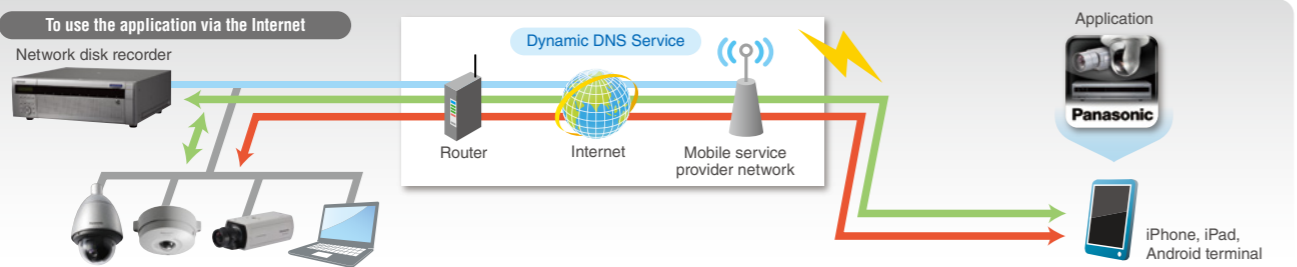 To use the application via the Internet
Network disk recorder
Dynamic DNS Service
Router
Internet
Mobile service
provider network
Application
Panasonic
iPhone, iPad,
Android terminal